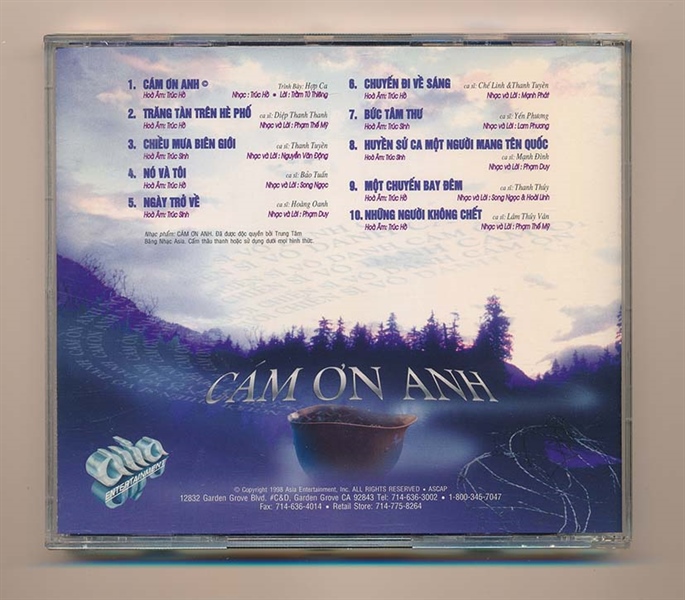 1. CÁM ƠN ANH ©
Trình Bày: Hợp Ca
Hoà Âm: Trúc Hồ
Nhạc : Trúc Hồ • Lời : Trầm Tử Thiêng
2. TRĂNG TÀN TRÊN HÈ PHỐ
ca sĩ: Diệp Thanh Thanh
Hoà Âm: Trúc Hồ
Nhạc và Lời : Phạm Thế Mỹ
3. CHIỀU MƯA BIÊN GIỚI
ca sĩ: Thanh Tuyền
Hoà Âm: Trúc Sinh
Nhạc và Lời : Nguyễn Văn Đông
4. NÓ VÀ TÔI
ca sĩ: Bảo Tuấn
Hoà Âm: Trúc Hồ
Nhạc và Lời : Song Ngọc
5. NGÀY TRỞ VỀ
ca sĩ: Hoàng Oanh
Hoà Âm: Trúc Sinh
Nhạc và Lời : Phạm Duy
Nhạc phẩm: CÁM ƠN ANH. Đã được độc quyền bởi Trung Tâm
Băng Nhạc Asia. Cấm thâu thanh hoặc sử dụng dưới mọi hình thức.
6. CHUYẾN ĐI VỀ SÁNG
ca sĩ: Chế Linh &Thanh Tuyền
Hoà Âm: Trúc Hồ
Nhạc và Lời : Mạnh Phát
7. BỨC TÂM THƯ
ca sĩ: Yến Phương
Hoà Âm: Trúc Sinh
Nhạc và Lời : Lam Phương
8. HUYỀN SỬ CA MỘT NGƯỜI MANG TÊN QUỐC
Hoà Âm: Trúc Sinh
ca sĩ: Mạnh Đình
Nhạc và Lời : Phạm Duy
9. MỘT CHUYẾN BAY ĐÊM
ca sĩ: Thanh Thúy
Hoà Âm: Trúc Hồ
Nhạc và Lời : Song Ngọc & Hoài Linh
10. NHỮNG NGƯỜI KHÔNG CHẾT
ca sĩ: Lâm Thúy Vân
Hoà Âm: Trúc Hồ
Nhạc và Lời : Phạm Thế Mỹ
CÁM ƠN ANH
asia
ENTERTAINMENT
© Copyright 1998 Asia Entertainment, Inc. ALL RIGHTS RESERVED • ASCAP
12832 Garden Grove Blvd. #C&D, Garden Grove CA 92843 Tel: 714-636-3002 • 1-800-345-7047
Fax: 714-636-4014 • Retail Store: 714-775-8264